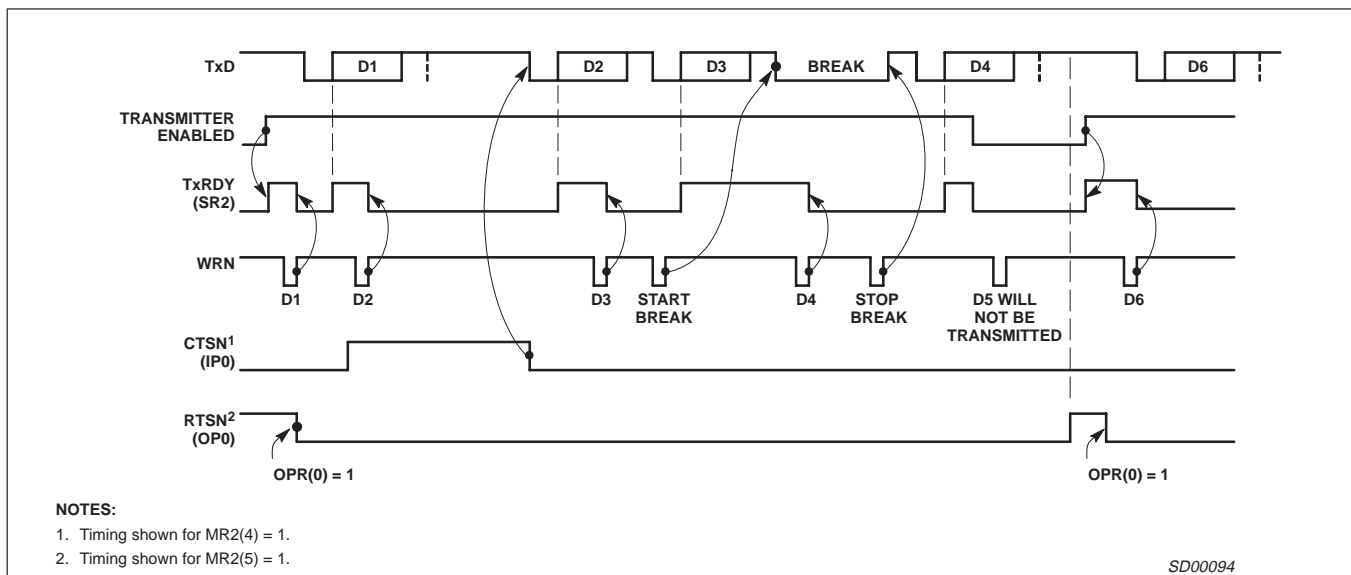 TxD
D1
D2
D3
BREAK
D4
D6
TRANSMITTER
ENABLED
TxRDY
(SR2)
WRN
D1
D2
D3
START
BREAK
D4
STOP
BREAK
D5 WILL
NOT BE
TRANSMITTED
D6
CTSN1
(IP0)
RTSN2
(OP0)
OPR(0) = 1
OPR(0) = 1
NOTES:
1. Timing shown for MR2(4) = 1.
2. Timing shown for MR2(5) = 1.
SD00094